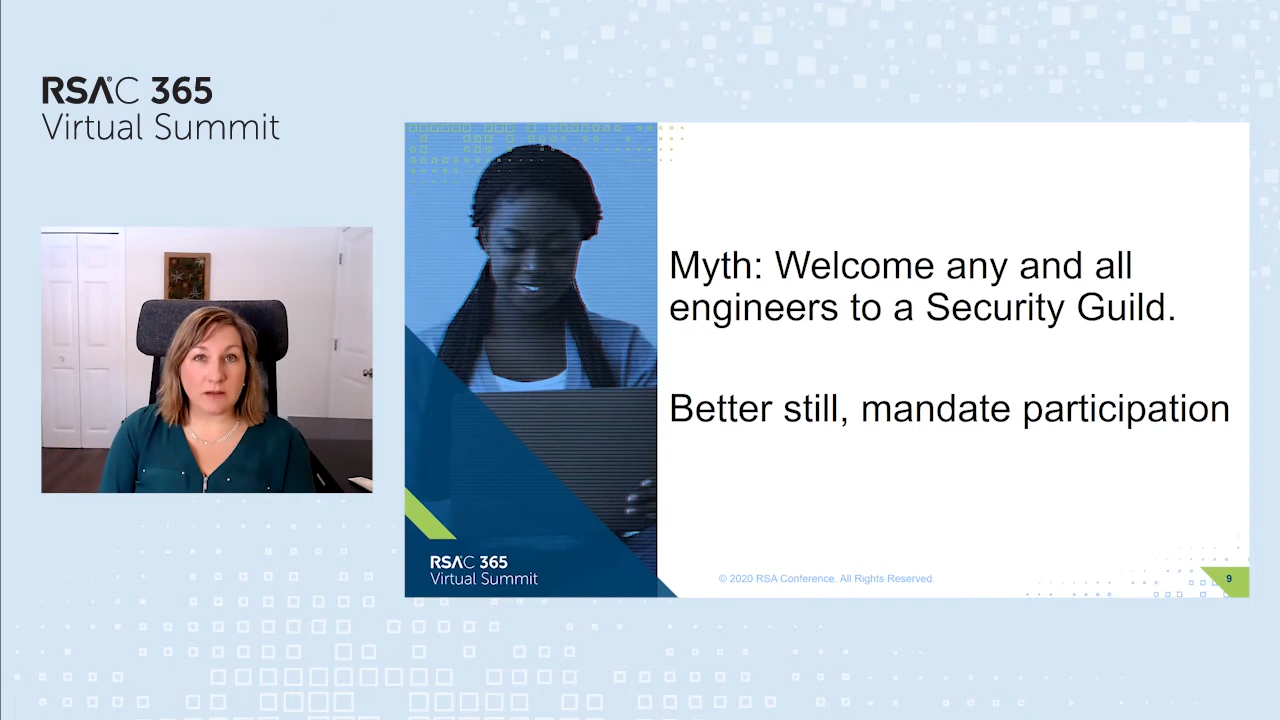 RSAC 365
Virtual Summit
Myth: Welcome any and all
engineers to a Security Guild.
Better still, mandate participation
RSAC 365
Virtual Summit
© 2020 RSA Conference. All Rights Reserved.
9